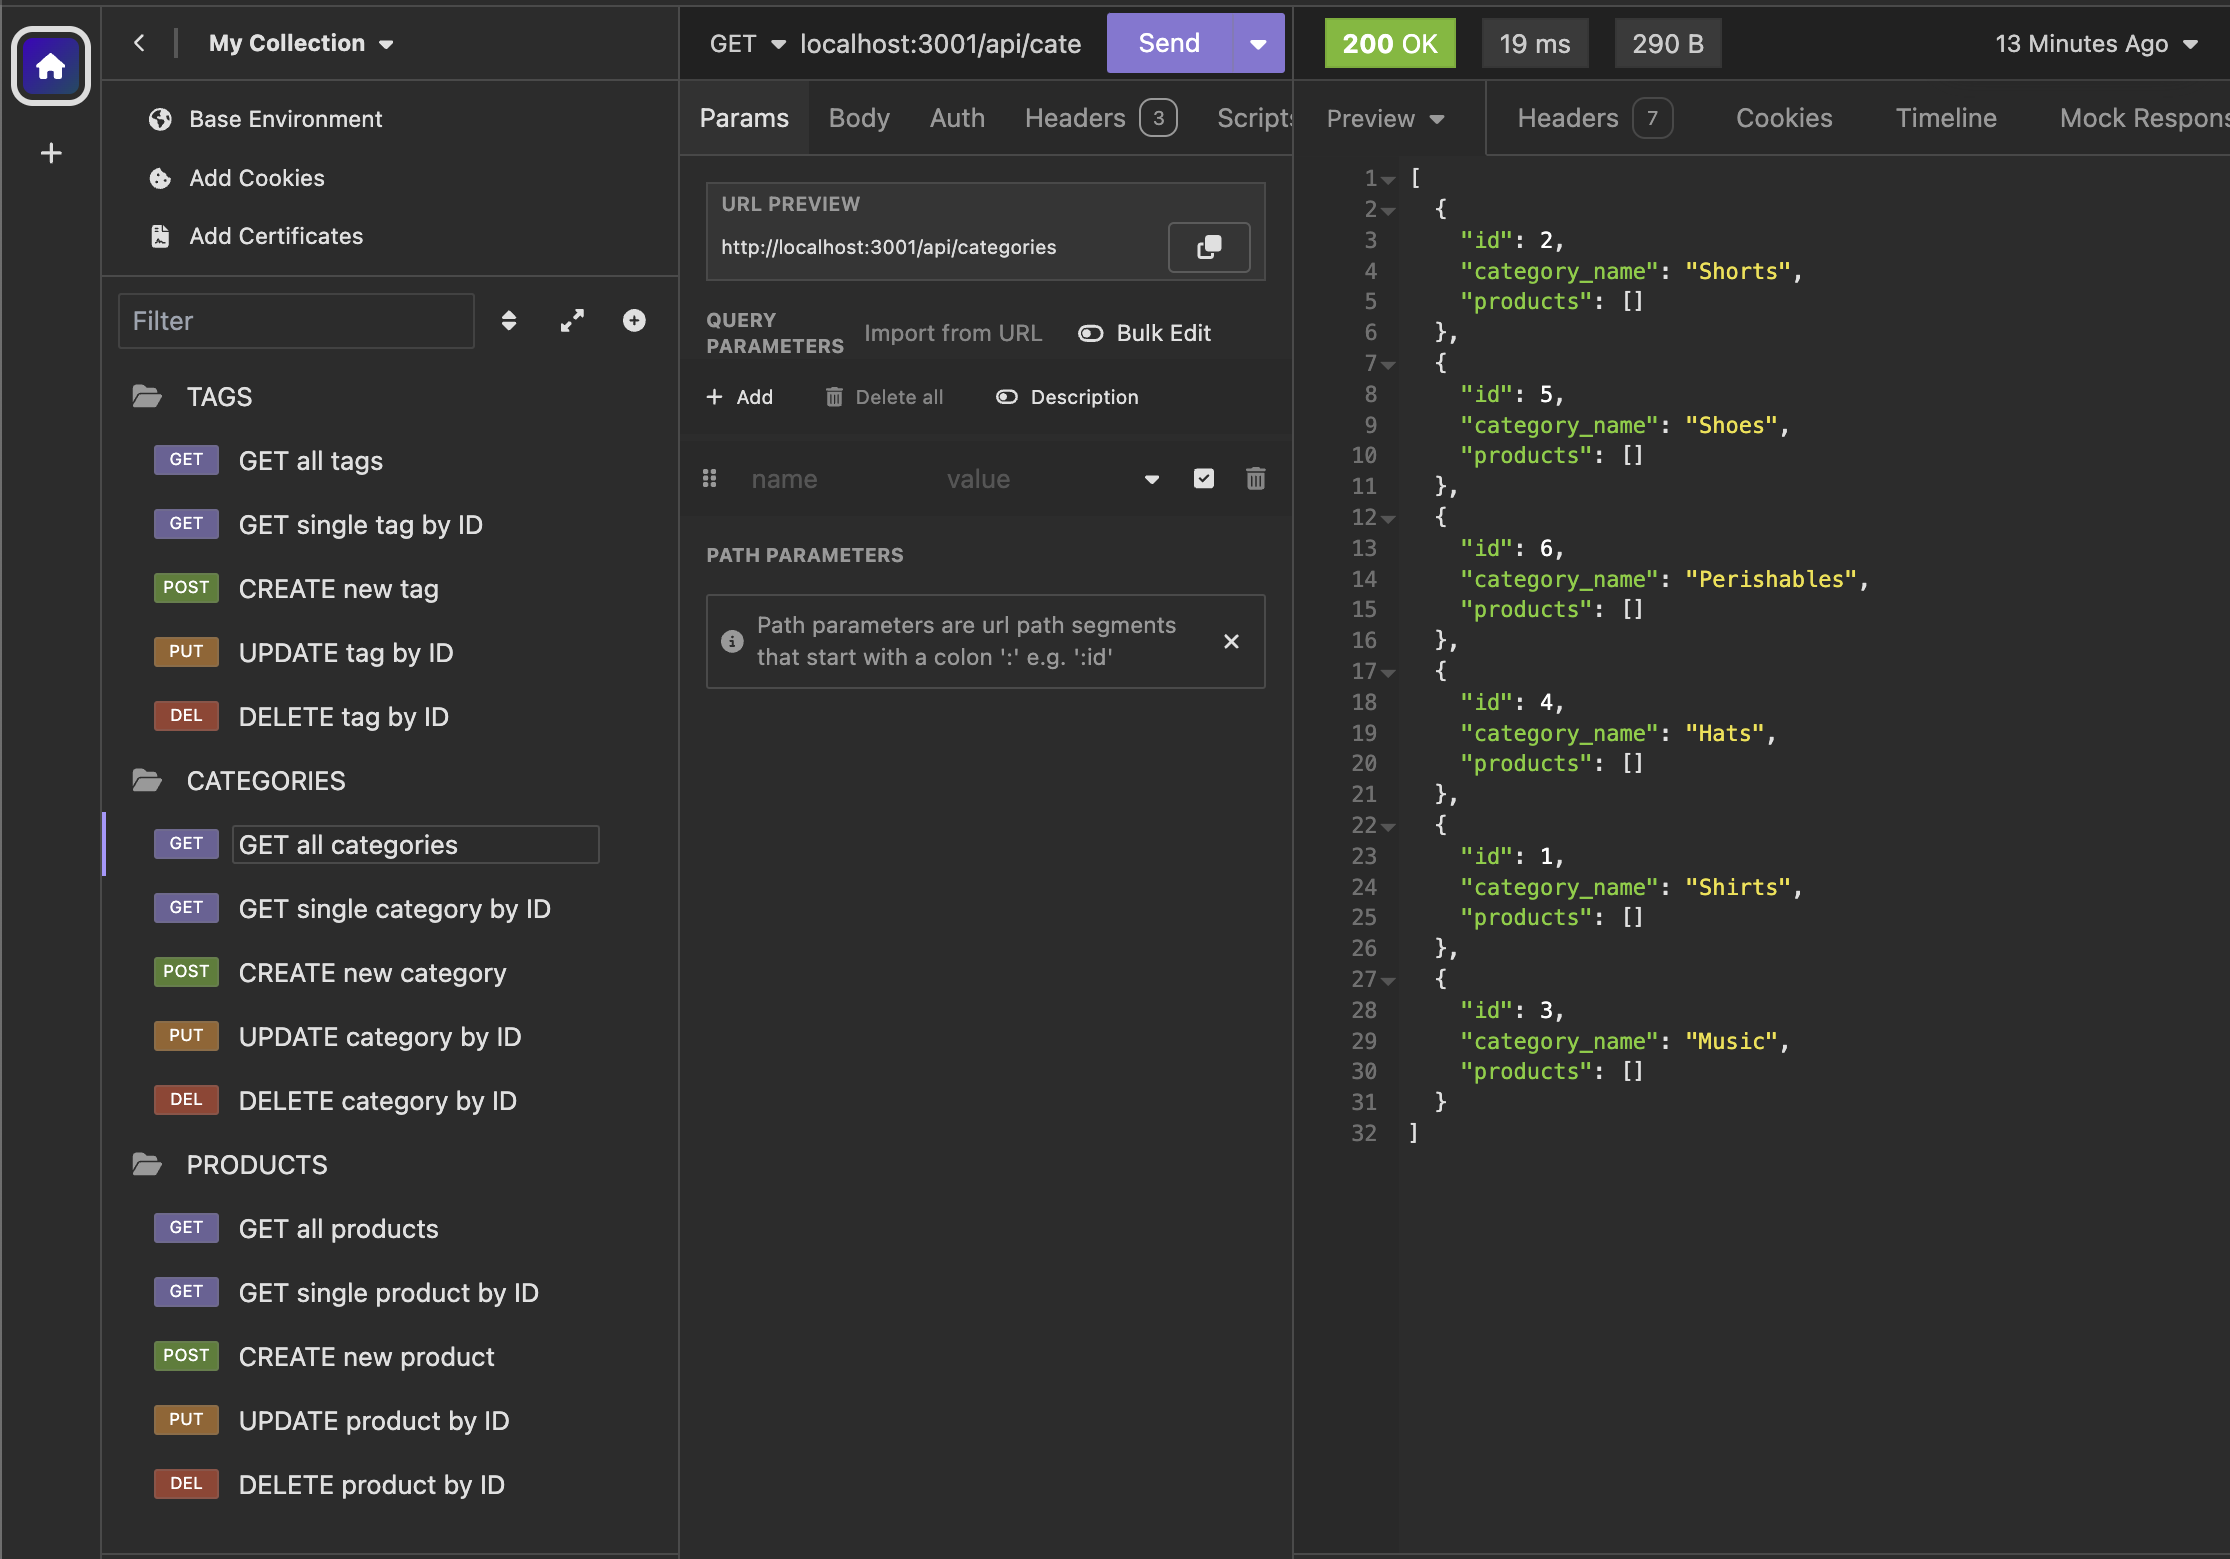 My Collection
Base Environment
Add Cookies
Add Certificates
Filter
TAGS
GET GET all tags
GET GET single tag by ID
POST CREATE new tag
PUT UPDATE tag by ID
DEL DELETE tag by ID
CATEGORIES
GET GET all categories
GET GET single category by ID
POST CREATE new category
PUT UPDATE category by ID
DEL DELETE category by ID
PRODUCTS
GET GET all products
GET GET single product by ID
POST CREATE new product
PUT UPDATE product by ID
DEL DELETE product by ID
GET localhost:3001/api/cate Send
Params Body Auth Headers 3 Scripts
URL PREVIEW
http://localhost:3001/api/categories
QUERY PARAMETERS Import from URL Bulk Edit
+ Add Delete all Description
name value
PATH PARAMETERS
Path parameters are url path segments
that start with a colon ':' e.g. ':id'
200 OK 19 ms 290 B 13 Minutes Ago
Preview Headers 7 Cookies Timeline Mock Respons
1 [
2 {
3 "id": 2,
4 "category_name": "Shorts",
5 "products": []
6 },
7 {
8 "id": 5,
9 "category_name": "Shoes",
10 "products": []
11 },
12 {
13 "id": 6,
14 "category_name": "Perishables",
15 "products": []
16 },
17 {
18 "id": 4,
19 "category_name": "Hats",
20 "products": []
21 },
22 {
23 "id": 1,
24 "category_name": "Shirts",
25 "products": []
26 },
27 {
28 "id": 3,
29 "category_name": "Music",
30 "products": []
31 }
32 ]